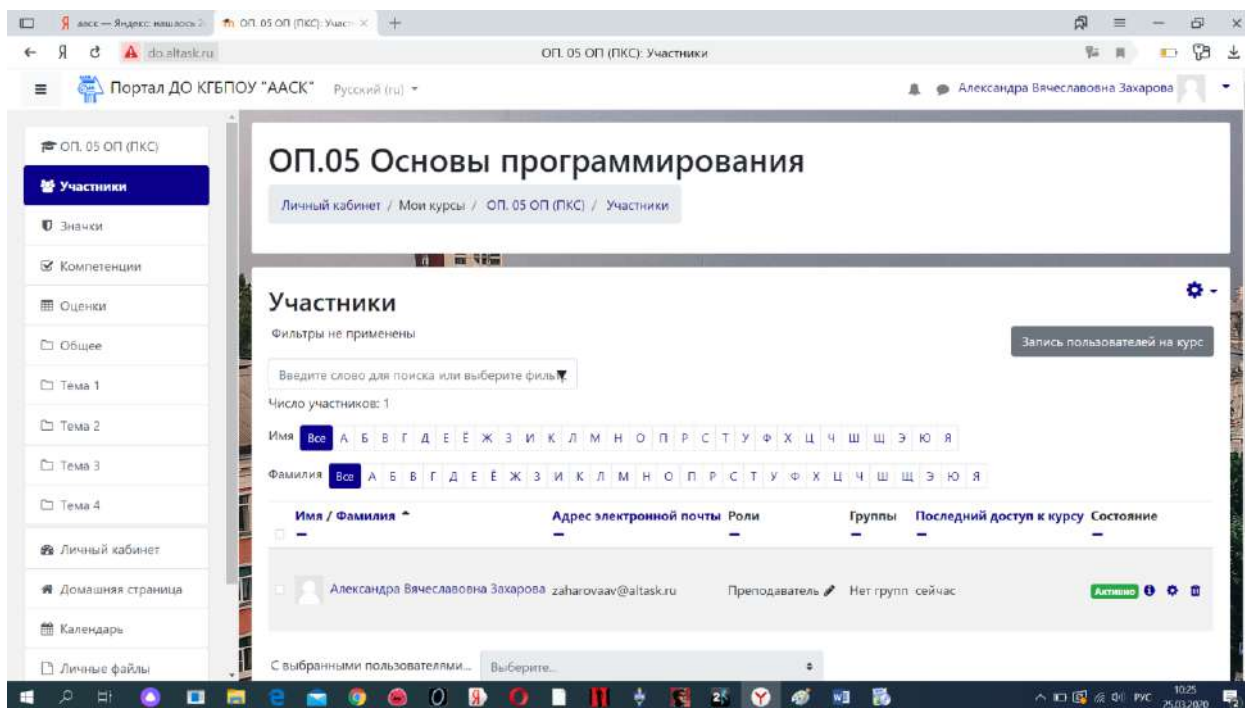 ааск — Яндекс: нашлось 2
ОП. 05 ОП (ПКС): Участн
do.altask.ru
ОП. 05 ОП (ПКС): Участники
Портал ДО КГБПОУ "ААСК"
Русский (ru)
Александра Вячеславовна Захарова
ОП. 05 ОП (ПКС)
Участники
Значки
Компетенции
Оценки
Общее
Тема 1
Тема 2
Тема 3
Тема 4
Личный кабинет
Домашняя страница
Календарь
Личные файлы
ОП.05 Основы программирования
Личный кабинет / Мои курсы / ОП. 05 ОП (ПКС) / Участники
Участники
Фильтры не применены
Запись пользователей на курс
Введите слово для поиска или выберите фильт
Число участников: 1
Имя Все А Б В Г Д Е Ё Ж З И К Л М Н О П Р С Т У Ф Х Ц Ч Ш Щ Э Ю Я
Фамилия Все А Б В Г Д Е Ё Ж З И К Л М Н О П Р С Т У Ф Х Ц Ч Ш Щ Э Ю Я
Имя / Фамилия Адрес электронной почты Роли Группы Последний доступ к курсу Состояние
Александра Вячеславовна Захарова zaharovaav@altask.ru Преподаватель Нет групп сейчас Активно
С выбранными пользователями... Выберите...
РУС
10:25
25.03.2020